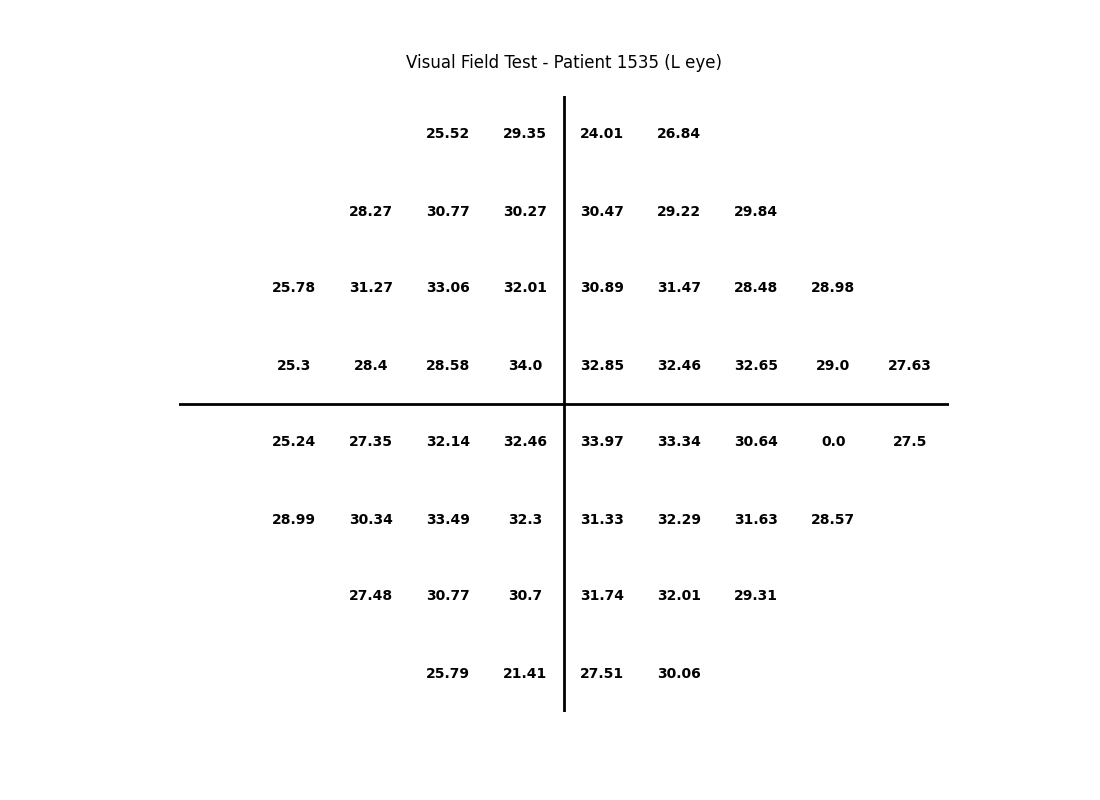 Visual Field Test - Patient 1535 (L eye)
25.52 29.35 24.01 26.84
28.27 30.77 30.27 30.47 29.22 29.84
25.78 31.27 33.06 32.01 30.89 31.47 28.48 28.98
25.3 28.4 28.58 34.0 32.85 32.46 32.65 29.0 27.63
25.24 27.35 32.14 32.46 33.97 33.34 30.64 0.0 27.5
28.99 30.34 33.49 32.3 31.33 32.29 31.63 28.57
27.48 30.77 30.7 31.74 32.01 29.31
25.79 21.41 27.51 30.06